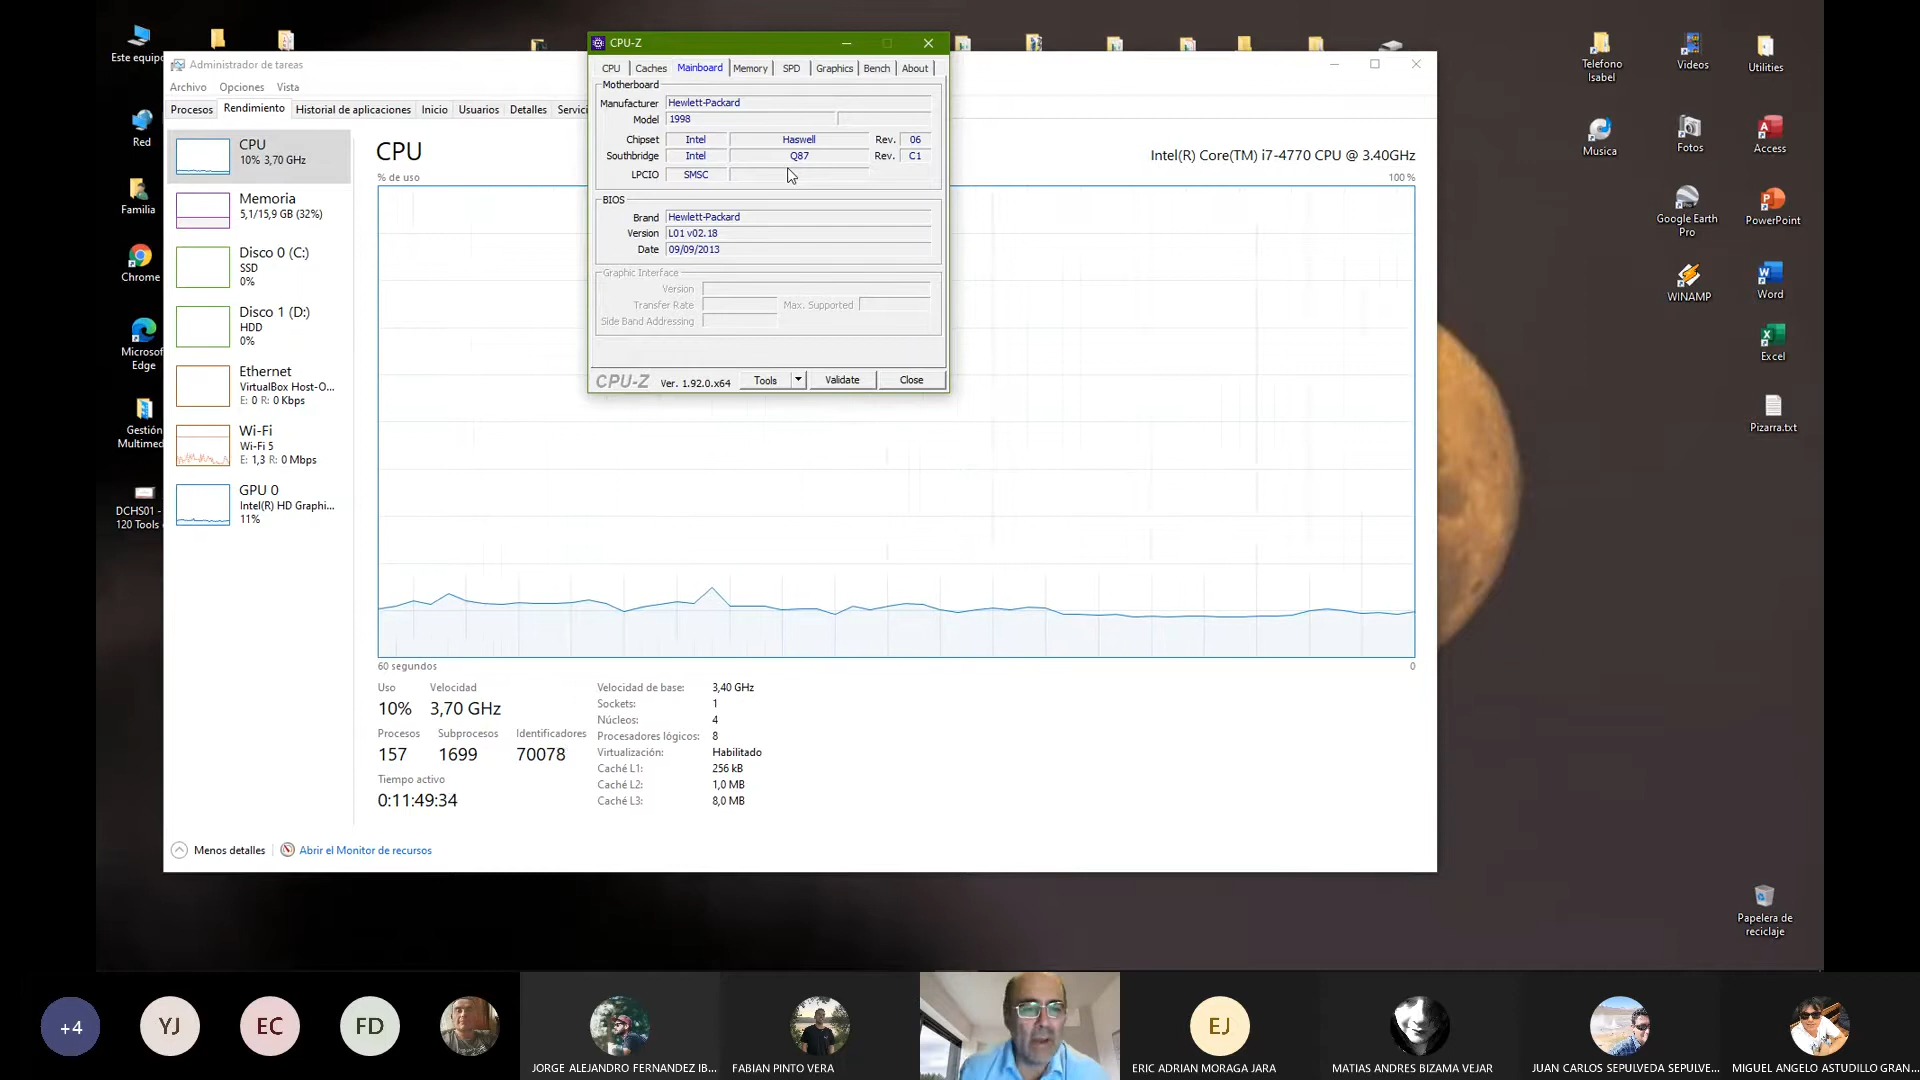 Este equipo
Red
Familia
Chrome
Microsof
Edge
Gestión
Multimed
DCHS01 -
120 Tools
Administrador de tareas
Archivo Opciones Vista
Procesos Rendimiento Historial de aplicaciones Inicio Usuarios Detalles Servici
CPU
10% 3,70 GHz
Memoria
5,1/15,9 GB (32%)
Disco 0 (C:)
SSD
0%
Disco 1 (D:)
HDD
0%
Ethernet
VirtualBox Host-O...
E: 0 R: 0 Kbps
Wi-Fi
Wi-Fi 5
E: 1,3 R: 0 Mbps
GPU 0
Intel(R) HD Graphi...
11%
CPU
Intel(R) Core(TM) i7-4770 CPU @ 3.40GHz
% de uso 100 %
60 segundos 0
Uso Velocidad
10% 3,70 GHz
Procesos Subprocesos Identificadores
157 1699 70078
Tiempo activo
0:11:49:34
Velocidad de base: 3,40 GHz
Sockets: 1
Núcleos: 4
Procesadores lógicos: 8
Virtualización: Habilitado
Caché L1: 256 kB
Caché L2: 1,0 MB
Caché L3: 8,0 MB
Menos detalles Abrir el Monitor de recursos
CPU-Z
CPU Caches Mainboard Memory SPD Graphics Bench About
Motherboard
Manufacturer Hewlett-Packard
Model 1998
Chipset Intel Haswell Rev. 06
Southbridge Intel Q87 Rev. C1
LPCIO SMSC
BIOS
Brand Hewlett-Packard
Version L01 v02.18
Date 09/09/2013
Graphic Interface
Version
Transfer Rate Max. Supported
Side Band Addressing
CPU-Z Ver. 1.92.0.x64 Tools Validate Close
Telefono
Isabel
Videos
Utilities
Musica
Fotos
Access
Google Earth
Pro
PowerPoint
WINAMP
Word
Excel
Pizarra.txt
Papelera de
reciclaje
+4
YJ
EC
FD
EJ
JORGE ALEJANDRO FERNANDEZ IB...
FABIAN PINTO VERA
ERIC ADRIAN MORAGA JARA
MATIAS ANDRES BIZAMA VEJAR
JUAN CARLOS SEPULVEDA SEPULVE...
MIGUEL ANGELO ASTUDILLO GRAN...